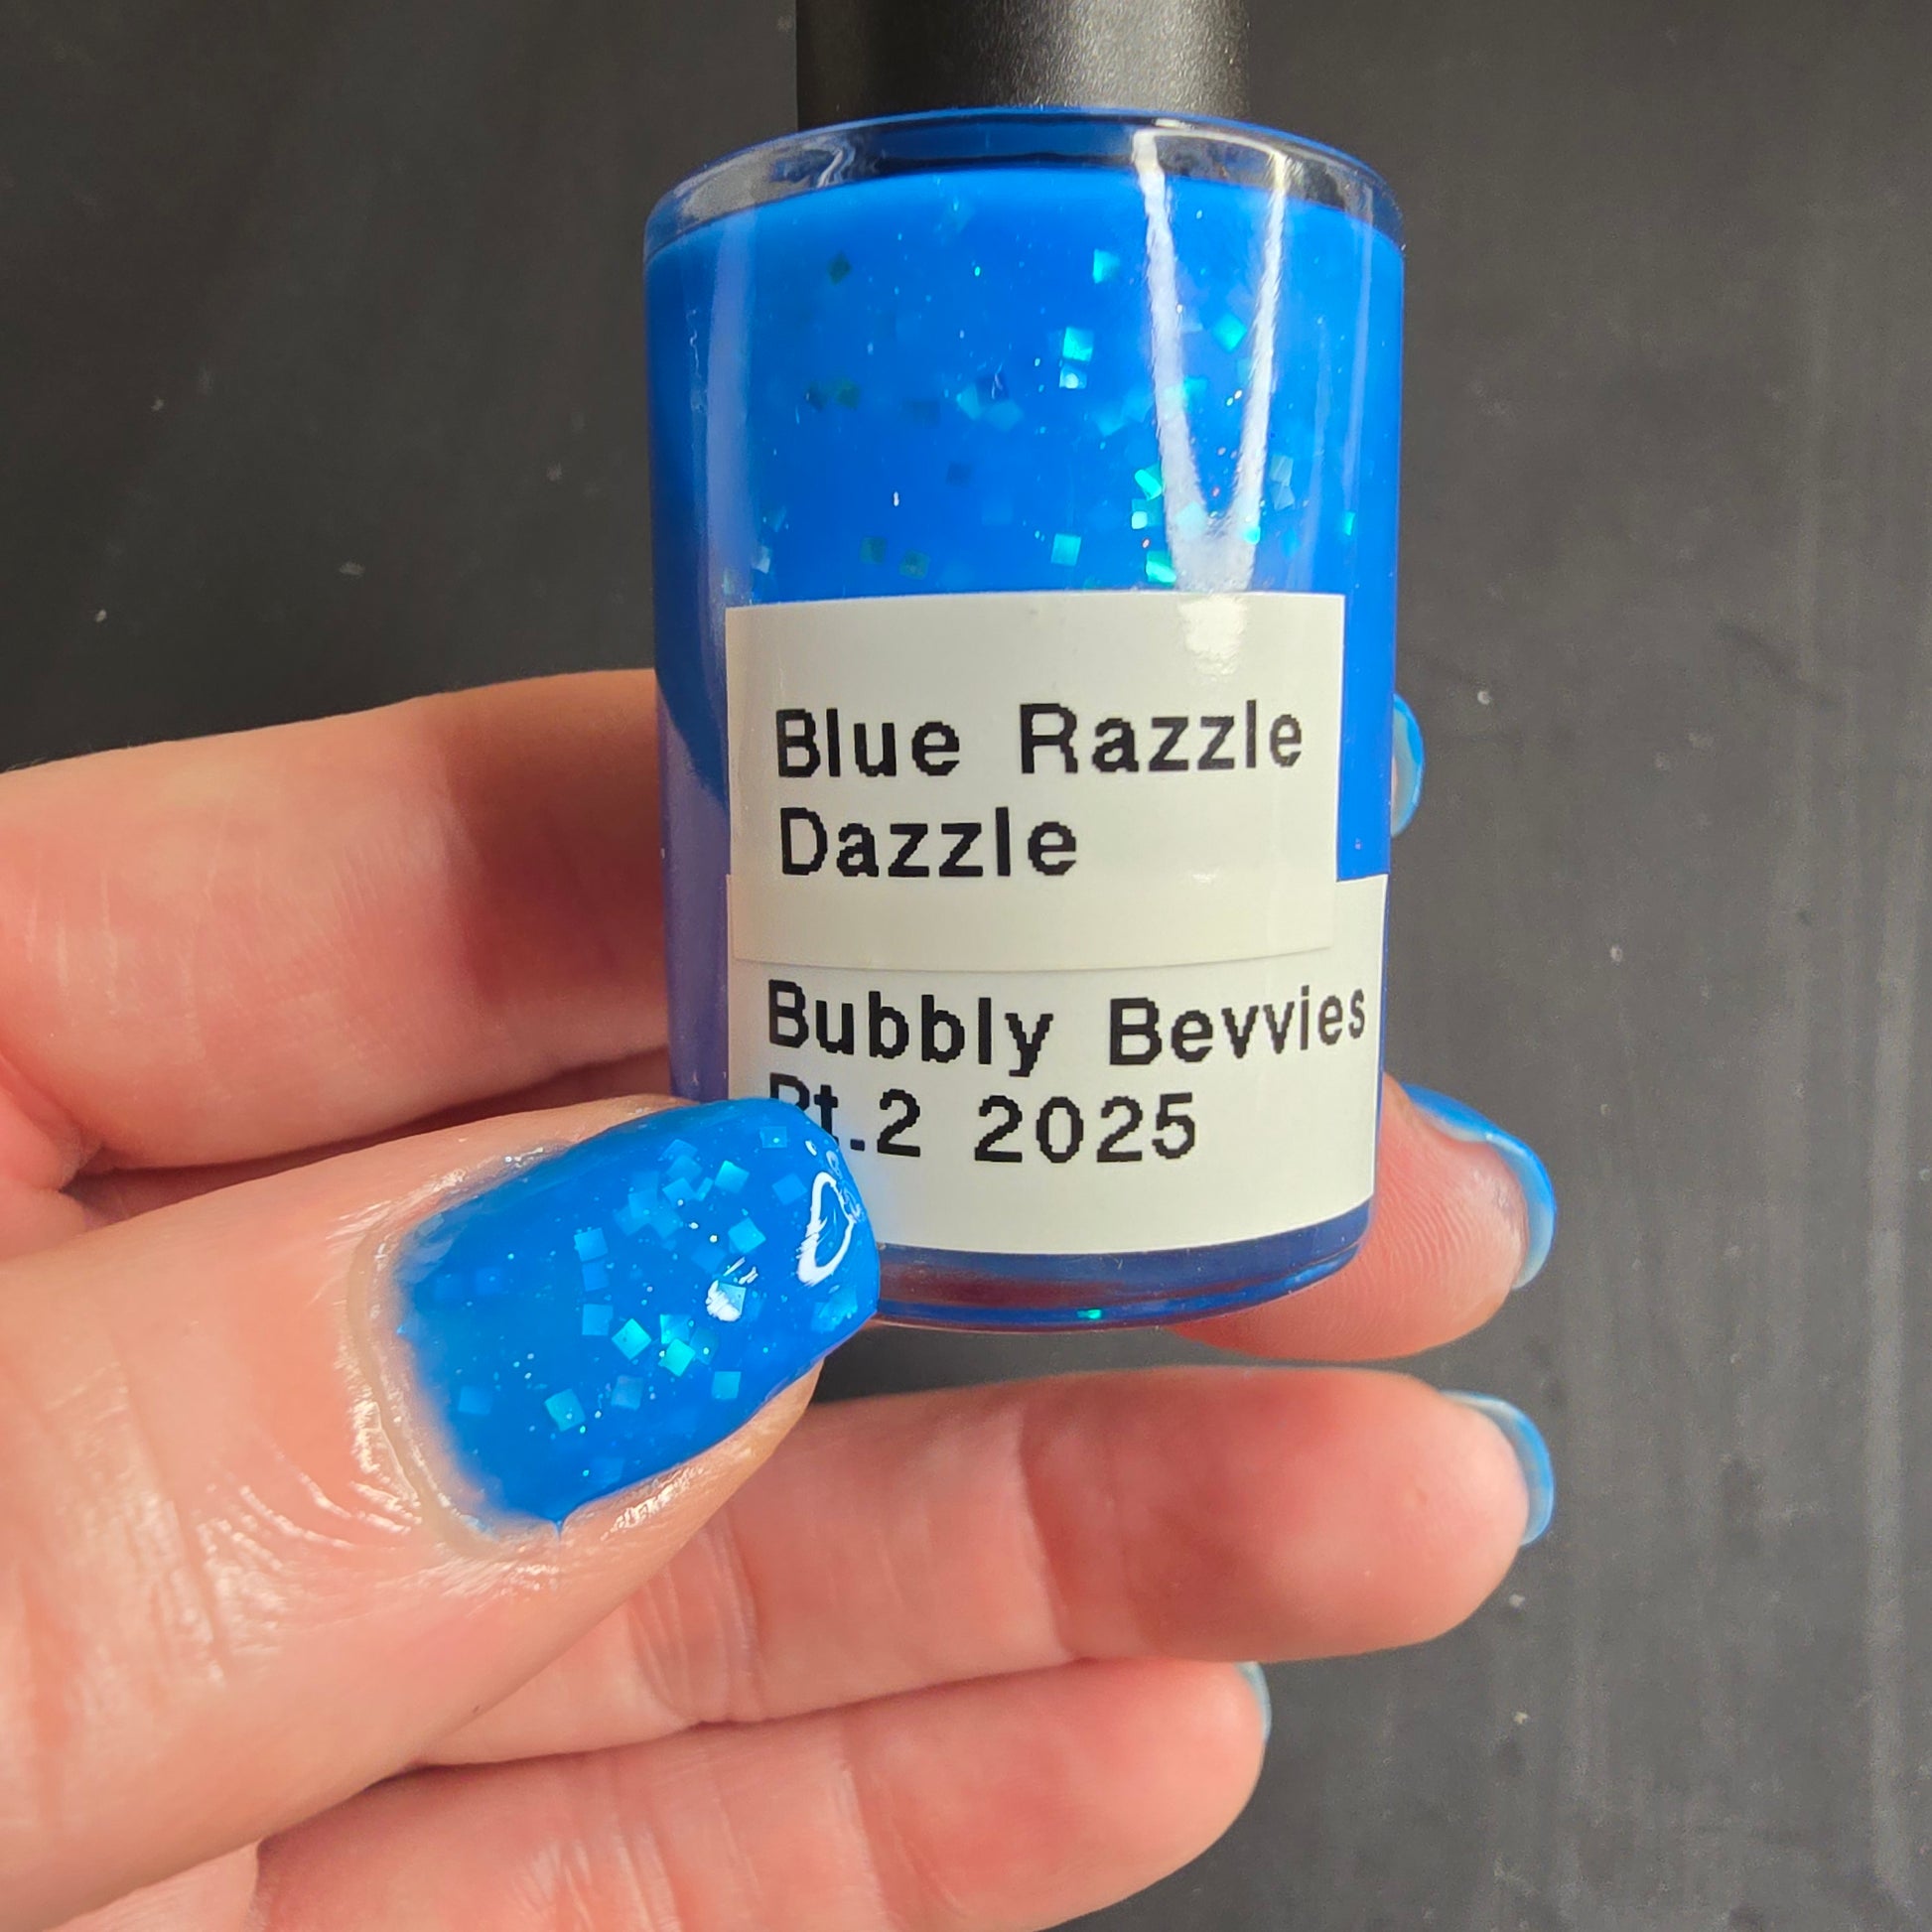 Blue Razzle
Dazzle
Bubbly Bevvies
Pt.2 2025